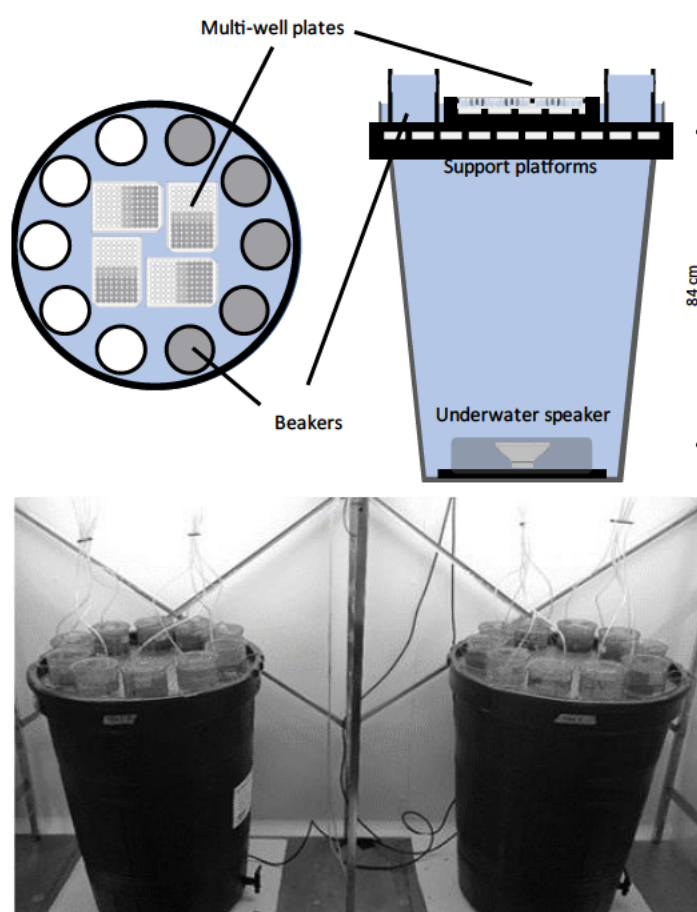 Multi-well plates
Support platforms
84 cm
Underwater speaker
Beakers